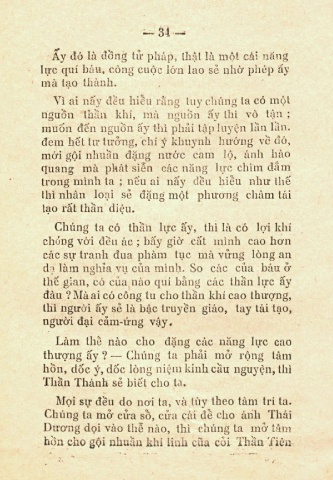 — 34 —
Ấy đó là đồng tử pháp, thật là một cái năng
lực quí báu, công cuộc lớn lao sẽ nhờ phép ấy
mà tạo thành.
Vì ai nấy đều hiểu rằng tuy chúng ta có một
nguồn Thần khí, mà nguồn ấy thì vô tận ;
muốn đến nguồn ấy thì phải tập luyện lần lần.
đem hết tư tưởng, chí ý khuynh hướng về đó,
mới gội nhuần đặng nước cam lộ, ánh hào
quang mà phát siển các năng lực chìm đắm
trong mình ta ; nếu ai nấy đều hiểu như thế
thì nhân loại sẽ đặng một phương châm tái
tạo rất thần diệu.
Chúng ta có thần lực ấy, thì là có lợi khí
chống với đều ác ; bấy giờ cất mình cao hơn
các sự tranh đua phàm tục mà vững lòng an
dạ làm nghĩa vụ của mình. So các của báu ở
thế gian, có của nào quí bằng các thần lực ấy
đâu ? Mà ai có công tu cho thần khí cao thượng,
thì người ấy sẽ là bậc truyền giáo, tay tái tạo,
người đại cảm-ứng vậy.
Làm thế nào cho đặng các năng lực cao
thượng ấy ? — Chúng ta phải mở rộng tâm
hồn, dốc ý, dốc lòng niệm kinh cầu nguyện, thì
Thần Thánh sẽ biết cho ta.
Mọi sự đều do nơi ta, và tùy theo tâm trí ta.
Chúng ta mở cửa sổ, cửa cái để cho ánh Thái
Dương dọi vào thể nào, thì chúng ta mở tâm
hồn cho gội nhuần khí linh của cõi Thần Tiên